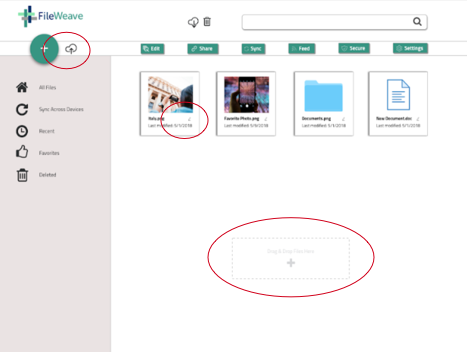 FileWeave
Edit
Share
Sync
Feed
Secure
Settings
All Files
Sync Across Devices
Recent
Favorites
Deleted
Italy.png
Last modified 5/1/2018
Favorite Photo.png
Last modified 5/5/2018
Documents.png
Last modified 5/1/2018
New Document.doc
Last modified 5/1/2018
Drag & Drop Files Here